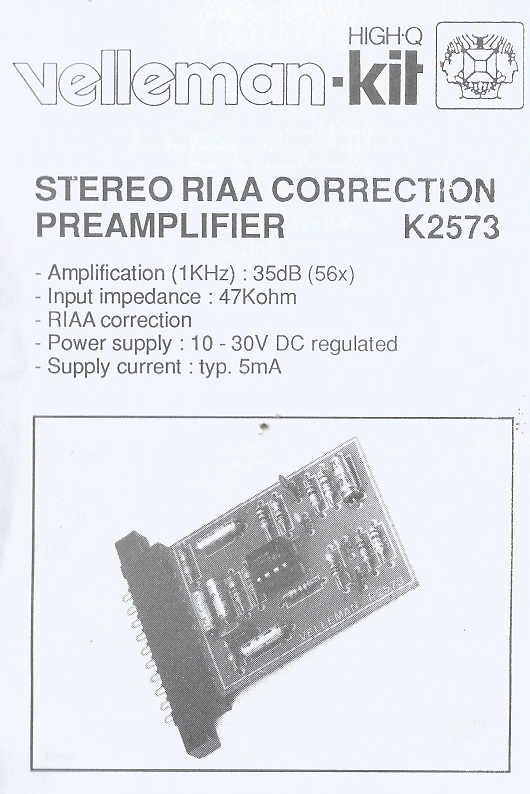 HIGH-Q
velleman-kit
STEREO RIAA CORRECTION
PREAMPLIFIER K2573
- Amplification (1KHz) : 35dB (56x)
- Input impedance : 47Kohm
- RIAA correction
- Power supply : 10 - 30V DC regulated
- Supply current : typ. 5mA
VELLEMAN P2573